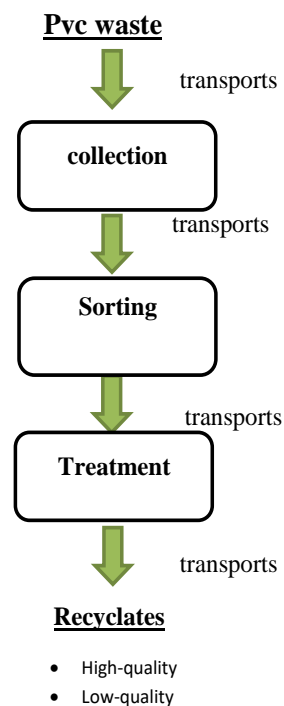 Pvc waste
transports
collection
transports
Sorting
transports
Treatment
transports
Recyclates
• High-quality
• Low-quality